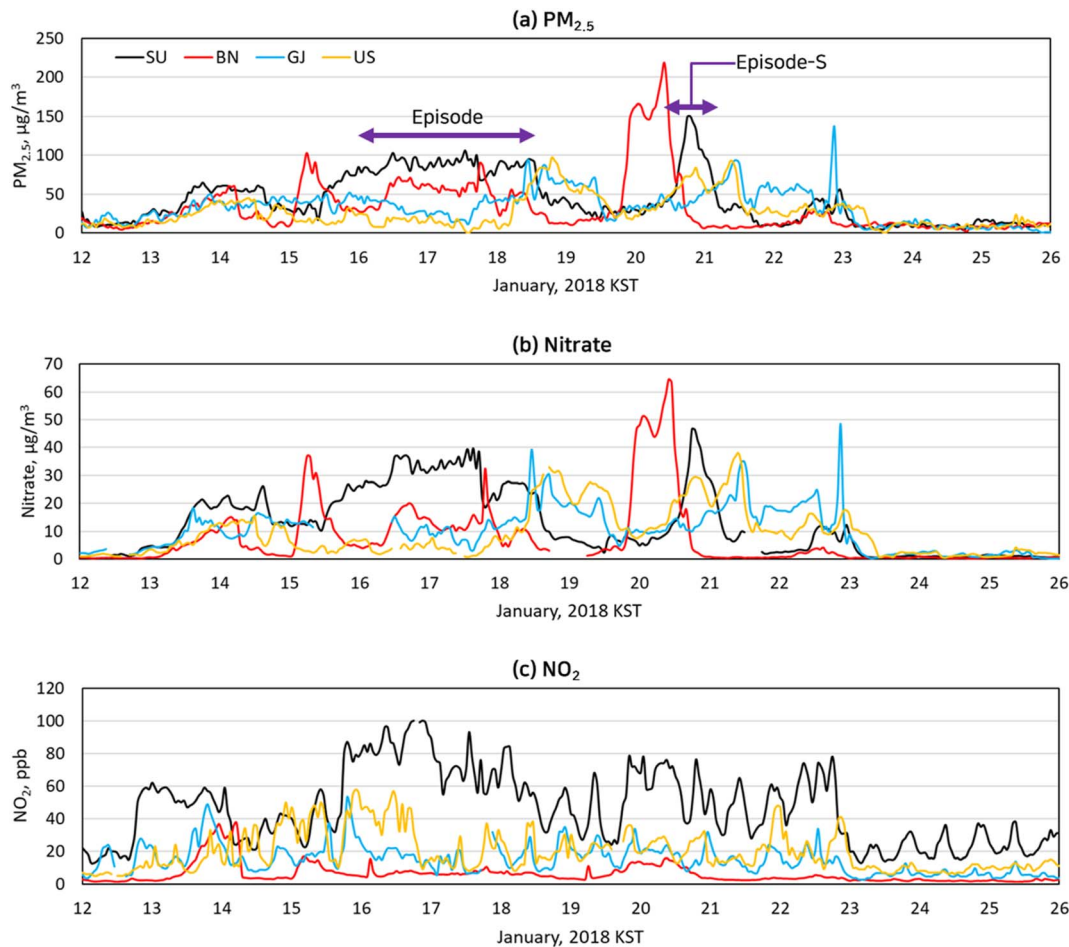 (a) PM₂.₅
250
200
150
100
50
0
PM₂.₅, µg/m³
SU BN GJ US
Episode
Episode-S
12 13 14 15 16 17 18 19 20 21 22 23 24 25 26
January, 2018 KST
(b) Nitrate
70
60
50
40
30
20
10
0
Nitrate, µg/m³
12 13 14 15 16 17 18 19 20 21 22 23 24 25 26
January, 2018 KST
(c) NO₂
120
100
80
60
40
20
0
NO₂, ppb
12 13 14 15 16 17 18 19 20 21 22 23 24 25 26
January, 2018 KST